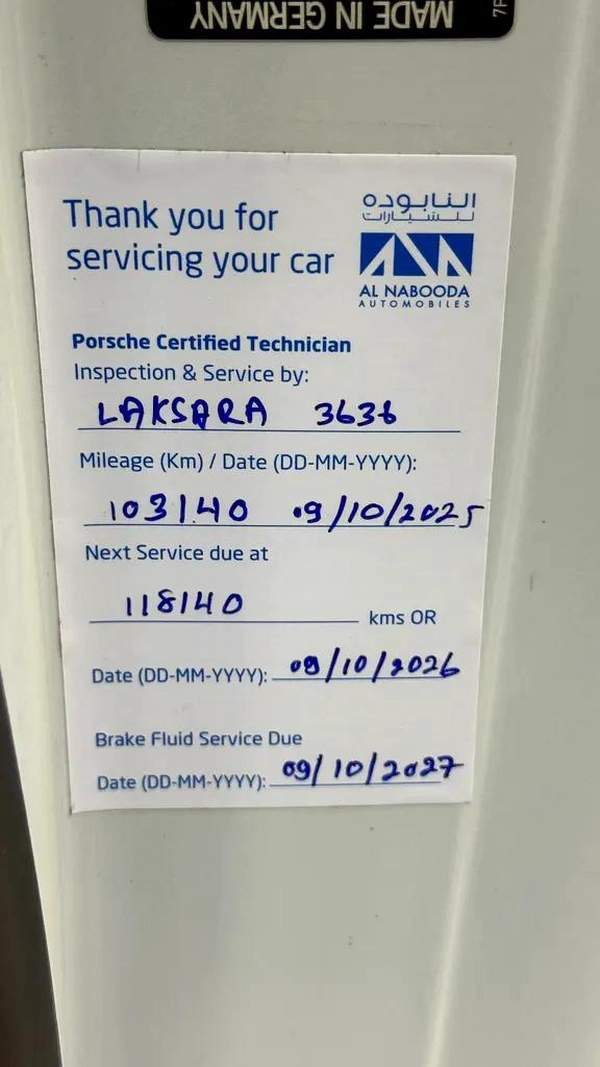 MADE IN GERMANY
7P
Thank you for
servicing your car
النابوده
للسيارات
AL NABOODA
AUTOMOBILES
Porsche Certified Technician
Inspection & Service by:
LAKSARA 3636
Mileage (Km) / Date (DD-MM-YYYY):
103140 09/10/2025
Next Service due at
118140 kms OR
Date (DD-MM-YYYY): 09/10/2026
Brake Fluid Service Due
Date (DD-MM-YYYY): 09/10/2027